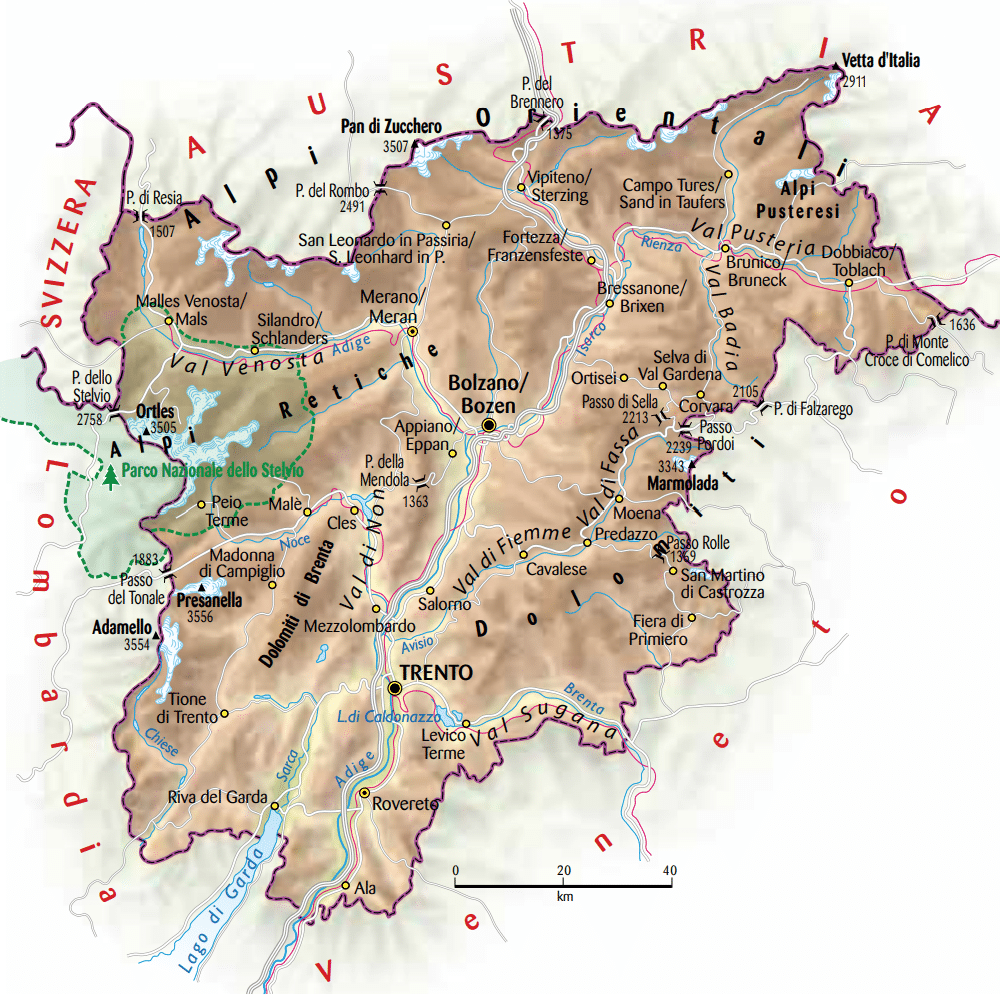 AUSTRIA
SVIZZERA
Lombardia
Veneto
Alpi Orientali
Alpi Retiche
Dolomiti
Vetta d'Italia
2911
P. del
Brennero
1375
Pan di Zucchero
3507
P. del Rombo
2491
P. di Resia
1507
Vipiteno/
Sterzing
Campo Tures/
Sand in Taufers
Alpi
Pusteresi
San Leonardo in Passiria/
S. Leonhard in P.
Fortezza/
Franzensfeste
Rienza
Val Pusteria
Brunico/
Bruneck
Dobbiaco/
Toblach
Malles Venosta/
Mals
Silandro/
Schlanders
Merano/
Meran
Bressanone/
Brixen
Val Badia
1636
P. di Monte
Croce di Comelico
Val Venosta
Adige
Isarco
P. dello
Stelvio
2758
Ortles
3505
Bolzano/
Bozen
Ortisei
Selva di
Val Gardena
Passo di Sella
2213
Corvara
2105
P. di Falzarego
Passo
Pordoi
2239
3343
Marmolada
Appiano/
Eppan
P. della
Mendola
1363
Val di Fassa
Parco Nazionale dello Stelvio
Peio
Terme
Malè
Cles
Val di Non
Noce
Moena
Predazzo
Passo Rolle
1369
Val di Fiemme
Cavalese
San Martino
di Castrozza
Fiera di
Primiero
1883
Passo
del Tonale
Madonna
di Campiglio
Dolomiti di Brenta
Presanella
3556
Adamello
3554
Salorno
Mezzolombardo
Avisio
TRENTO
Tione
di Trento
Chiese
Sarca
L.di Caldonazzo
Levico
Terme
Val Sugana
Brenta
Adige
Riva del Garda
Rovereto
Lago di Garda
Ala
0 20 40
km